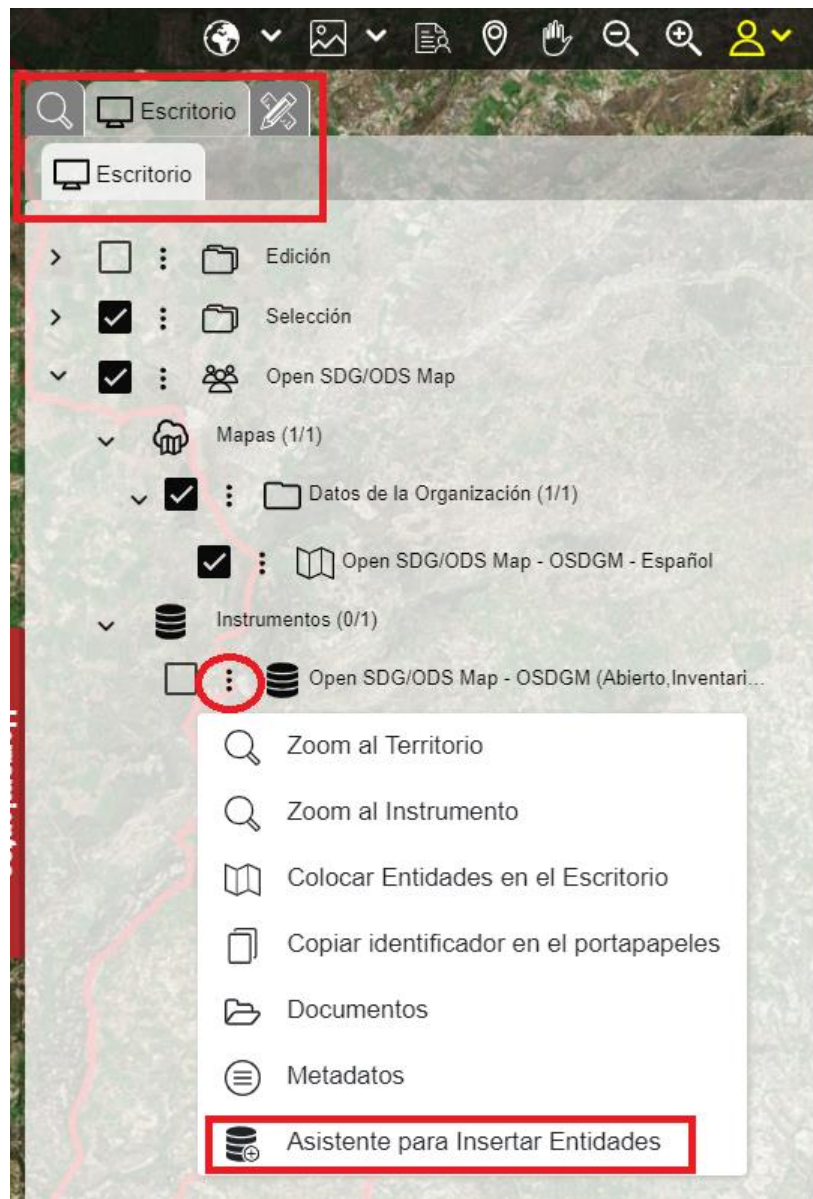 Escritorio
Escritorio
Edición
Selección
Open SDG/ODS Map
Mapas (1/1)
Datos de la Organización (1/1)
Open SDG/ODS Map - OSDGM - Español
Instrumentos (0/1)
Open SDG/ODS Map - OSDGM (Abierto,Inventari...
Zoom al Territorio
Zoom al Instrumento
Colocar Entidades en el Escritorio
Copiar identificador en el portapapeles
Documentos
Metadatos
Asistente para Insertar Entidades